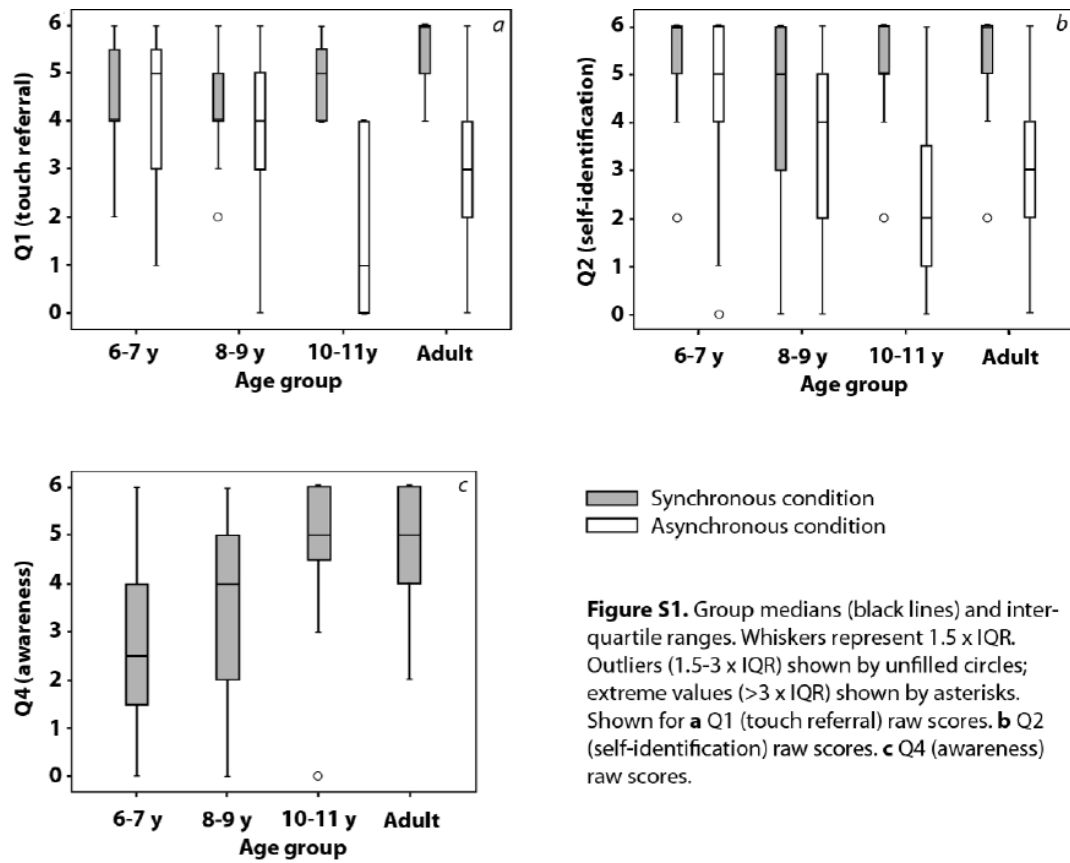 a
Q1 (touch referral)
6
5
4
3
2
1
0
6-7 y 8-9 y 10-11y Adult
Age group
b
Q2 (self-identification)
6
5
4
3
2
1
0
6-7 y 8-9 y 10-11 y Adult
Age group
c
Q4 (awareness)
6
5
4
3
2
1
0
6-7 y 8-9 y 10-11 y Adult
Age group
Synchronous condition
Asynchronous condition
Figure S1. Group medians (black lines) and inter-
quartile ranges. Whiskers represent 1.5 x IQR.
Outliers (1.5-3 x IQR) shown by unfilled circles;
extreme values (>3 x IQR) shown by asterisks.
Shown for a Q1 (touch referral) raw scores. b Q2
(self-identification) raw scores. c Q4 (awareness)
raw scores.